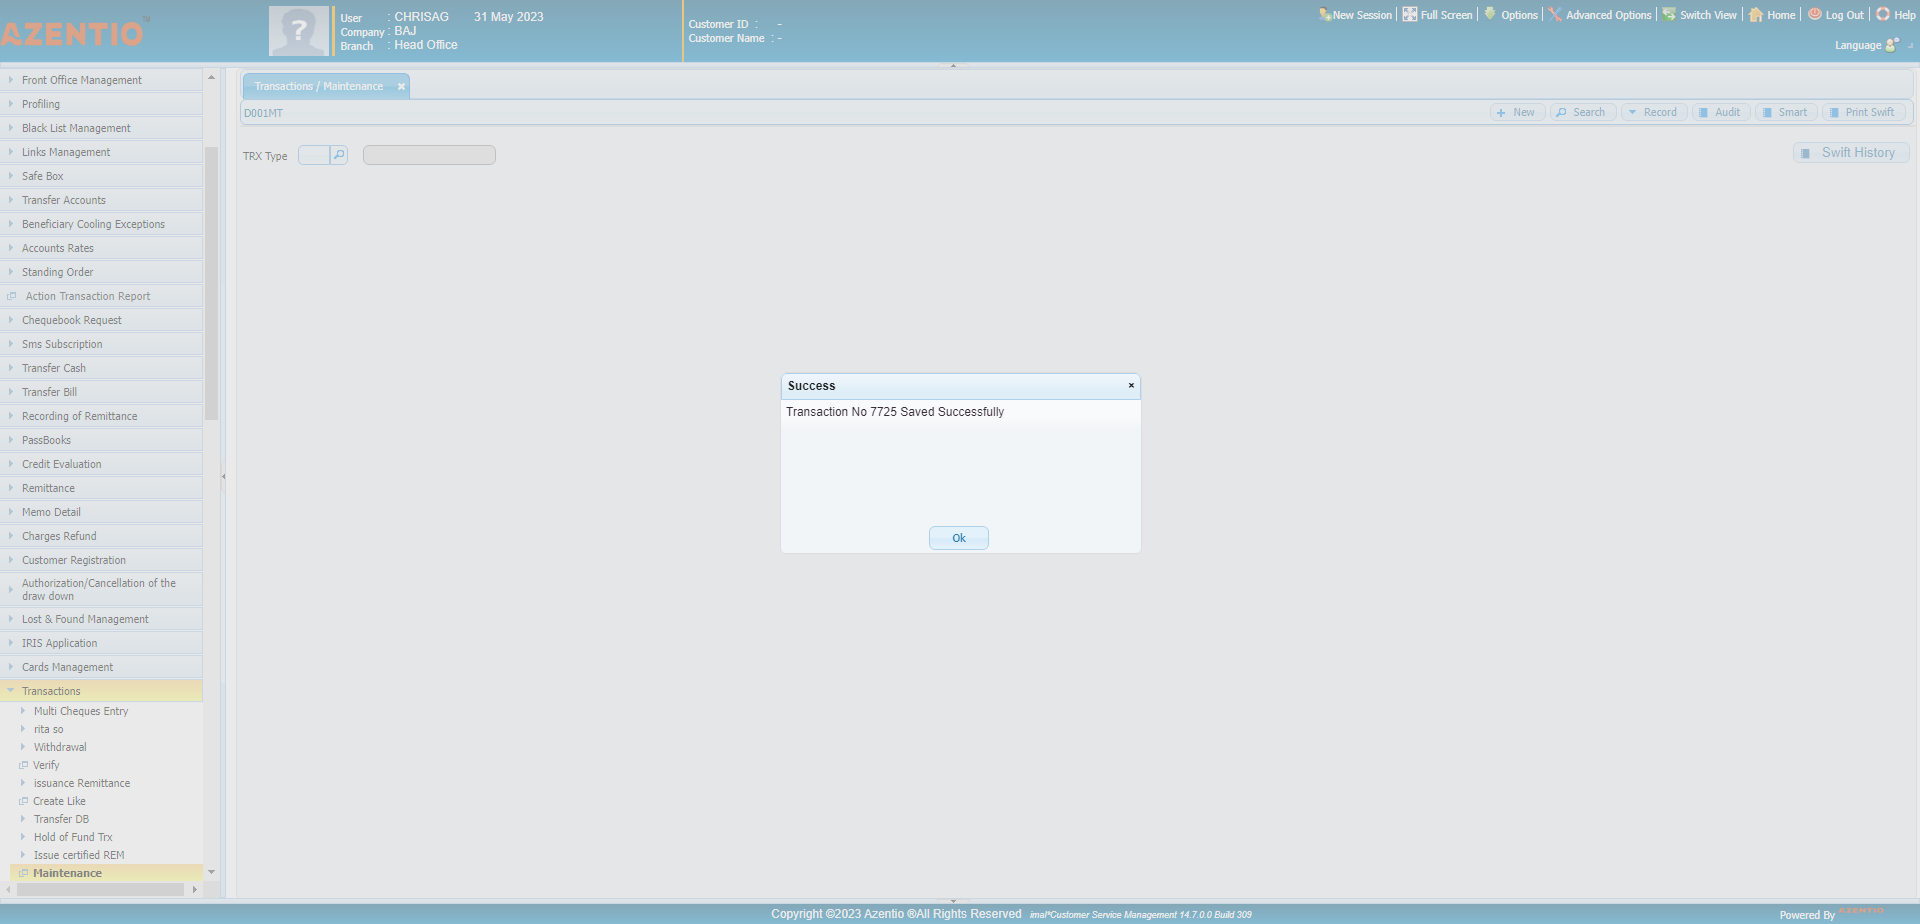 AZENTIO™
User : CHRISAG 31 May 2023
Company : BAJ
Branch : Head Office
Customer ID : -
Customer Name : -
New Session Full Screen Options Advanced Options Switch View Home Log Out Help
Language
Front Office Management
Profiling
Black List Management
Links Management
Safe Box
Transfer Accounts
Beneficiary Cooling Exceptions
Accounts Rates
Standing Order
Action Transaction Report
Chequebook Request
Sms Subscription
Transfer Cash
Transfer Bill
Recording of Remittance
PassBooks
Credit Evaluation
Remittance
Memo Detail
Charges Refund
Customer Registration
Authorization/Cancellation of the
draw down
Lost & Found Management
IRIS Application
Cards Management
Transactions
Multi Cheques Entry
rita so
Withdrawal
Verify
issuance Remittance
Create Like
Transfer DB
Hold of Fund Trx
Issue certified REM
Maintenance
Transactions / Maintenance
D001MT
New Search Record Audit Smart Print Swift
TRX Type
Swift History
Success
Transaction No 7725 Saved Successfully
Ok
Copyright ©2023 Azentio ®All Rights Reserved imal*Customer Service Management 14.7.0.0 Build 309
Powered By AZENTIO